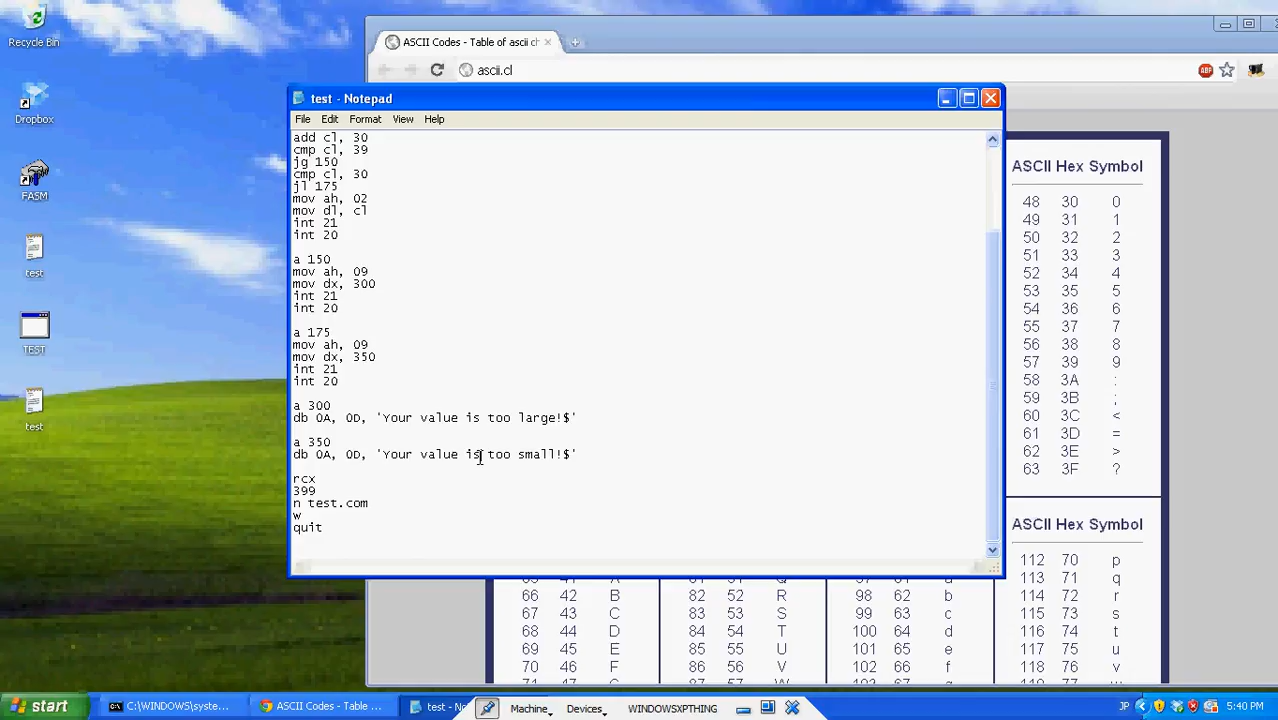 Recycle Bin
Dropbox
FASM
test
TEST
test
ASCII Codes - Table of ascii ch
ascii.cl
ABP
test - Notepad
File Edit Format View Help
add cl, 30
cmp cl, 39
jg 150
cmp cl, 30
jl 175
mov ah, 02
mov dl, cl
int 21
int 20
a 150
mov ah, 09
mov dx, 300
int 21
int 20
a 175
mov ah, 09
mov dx, 350
int 21
int 20
a 300
db 0A, 0D, 'Your value is too large!$'
a 350
db 0A, 0D, 'Your value is too small!$'
rcx
399
n test.com
w
quit
ASCII Hex Symbol
48 30 0
49 31 1
50 32 2
51 33 3
52 34 4
53 35 5
54 36 6
55 37 7
56 38 8
57 39 9
58 3A :
59 3B ;
60 3C <
61 3D =
62 3E >
63 3F ?
ASCII Hex Symbol
112 70 p
113 71 q
114 72 r
115 73 s
116 74 t
117 75 u
118 76 v
66 42 B 82 52 R 98 62 b
67 43 C 83 53 S 99 63 c
68 44 D 84 54 T 100 64 d
69 45 E 85 55 U 101 65 e
70 46 F 86 56 V 102 66 f
start
C:\WINDOWS\syste...
ASCII Codes - Table ...
test -
Machine
Devices
WINDOWSXPTHING
JP
5:40 PM